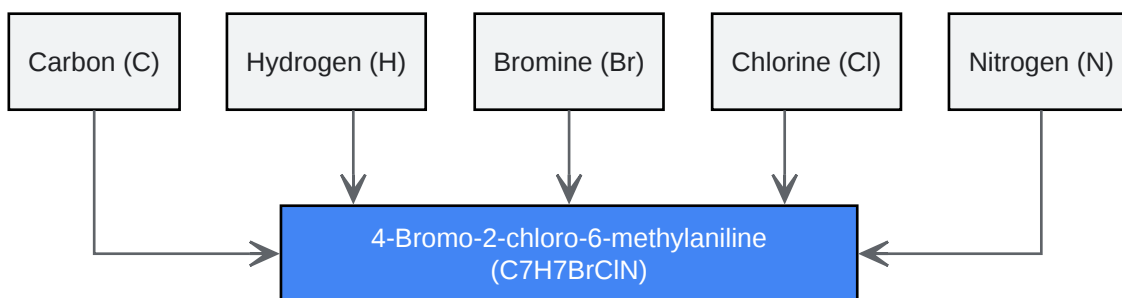 Carbon (C)
Hydrogen (H)
Bromine (Br)
Chlorine (Cl)
Nitrogen (N)
4-Bromo-2-chloro-6-methylaniline
(C7H7BrClN)